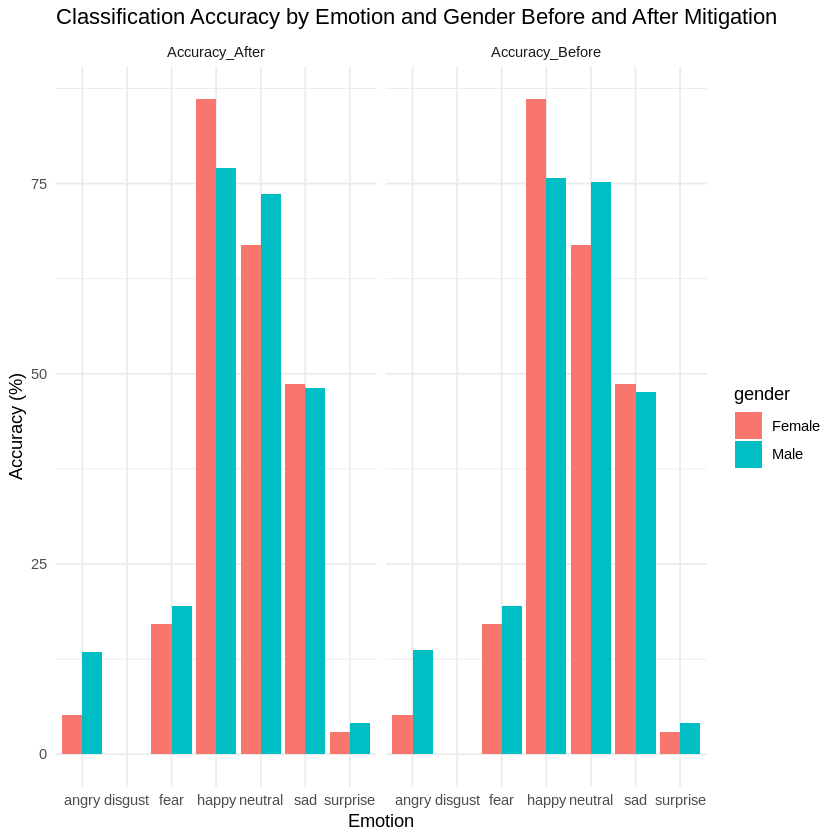 Classification Accuracy by Emotion and Gender Before and After Mitigation
Accuracy_After
Accuracy_Before
Accuracy (%)
75
50
25
0
angry disgust fear happy neutral sad surprise
angry disgust fear happy neutral sad surprise
Emotion
gender
Female
Male